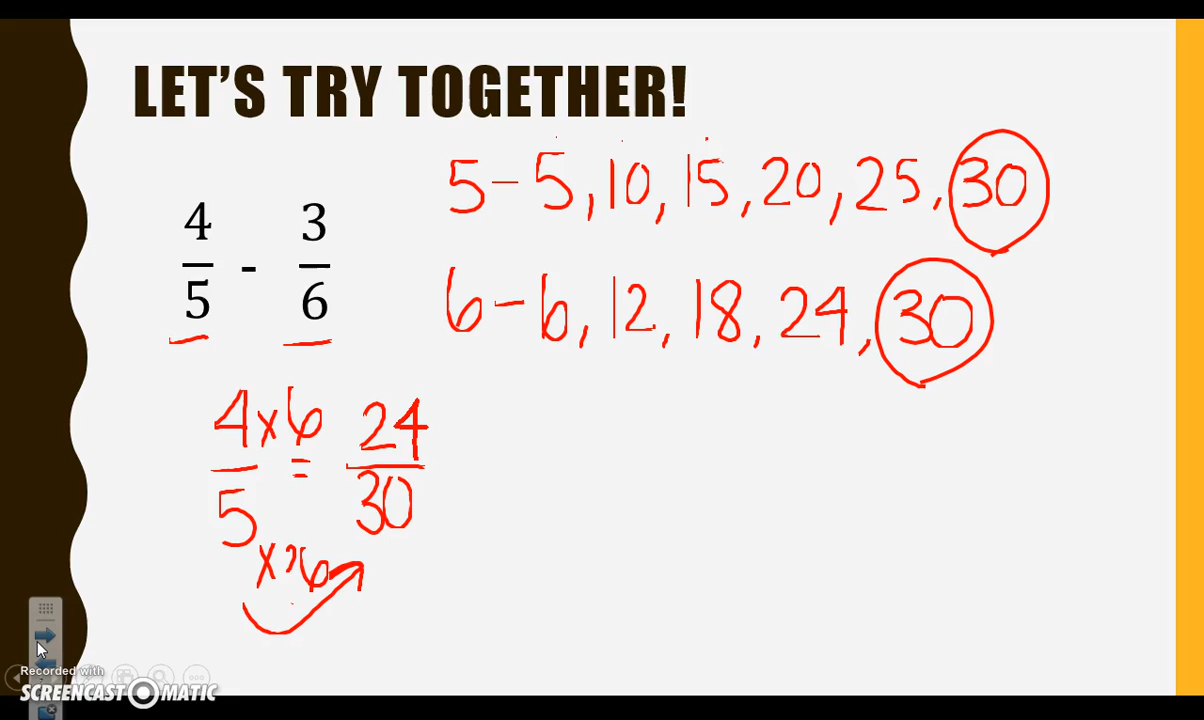 LET'S TRY TOGETHER!
5 - 5, 10, 15, 20, 25, 30
4/5 - 3/6
6 - 6, 12, 18, 24, 30
4 x 6 24
— = —
5 x 6 30
Recorded with
SCREENCAST MATIC